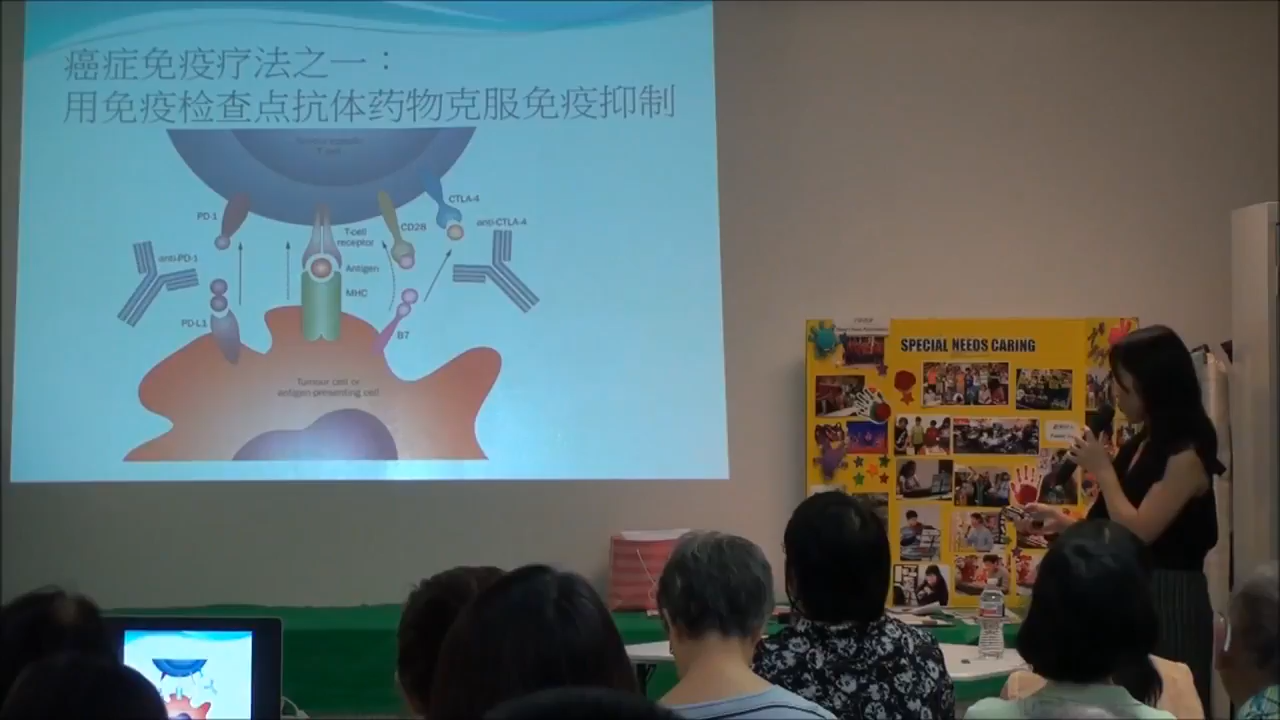 癌症免疫疗法之一：
用免疫检查点抗体药物克服免疫抑制
T cell
PD-1
CTLA-4
anti-CTLA-4
T-cell
receptor
CD28
anti-PD-1
Antigen
MHC
PD-L1
B7
Tumour cell or
antigen-presenting cell
SPECIAL NEEDS CARING